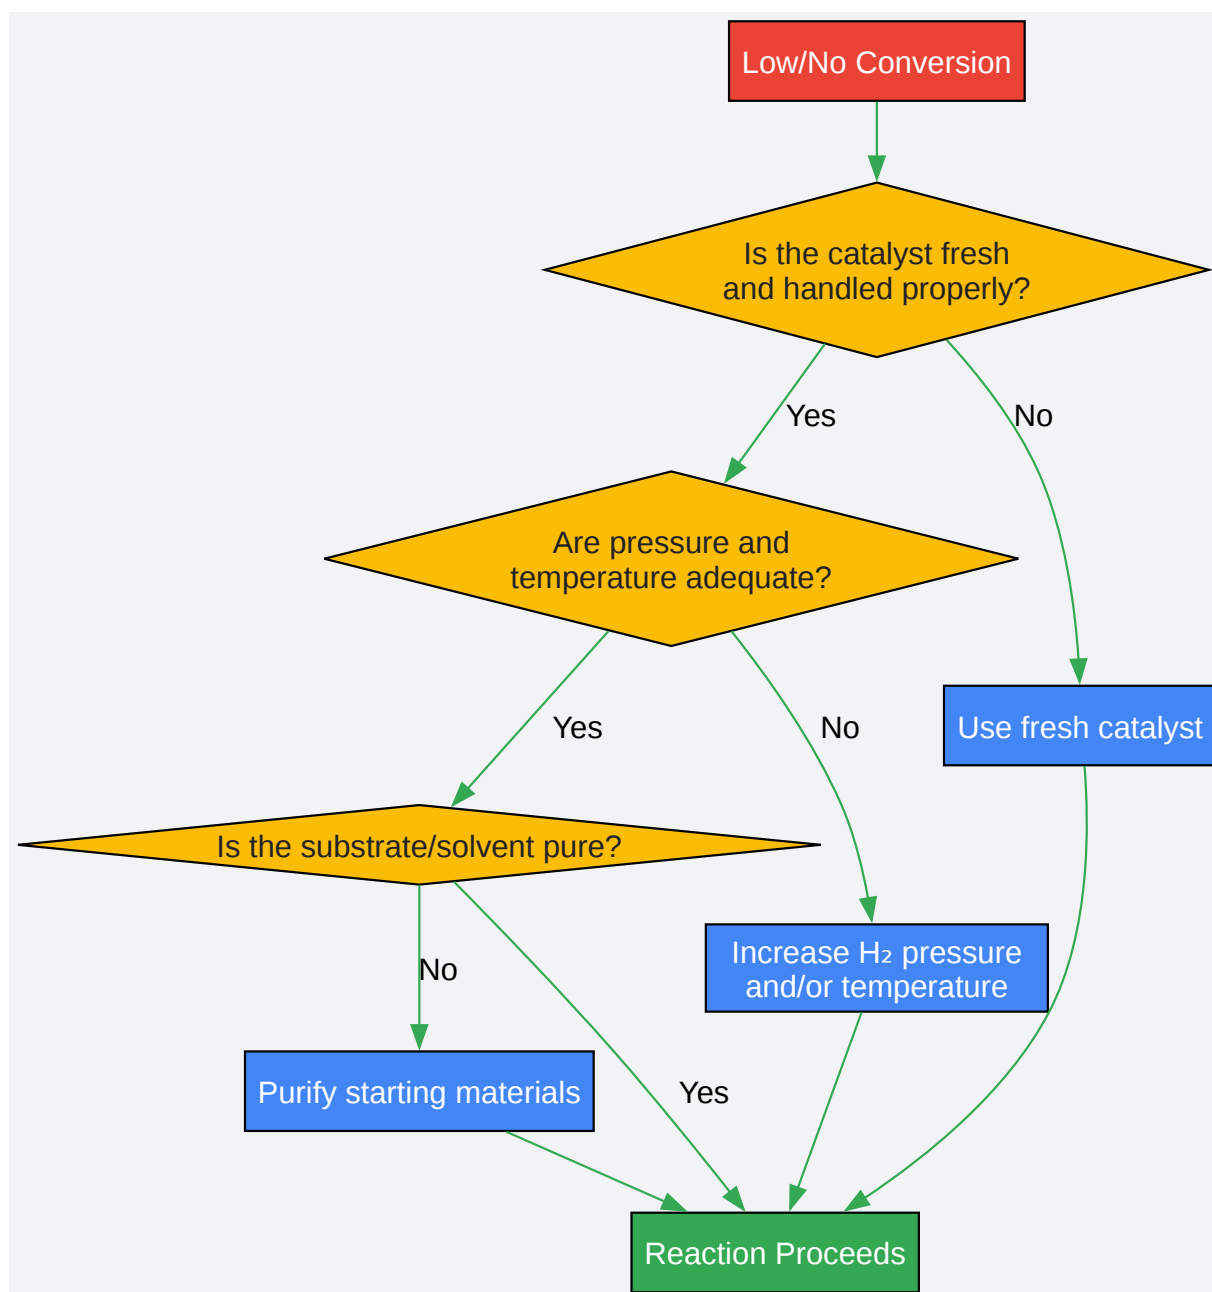 Low/No Conversion
Is the catalyst fresh
and handled properly?
Yes
No
Are pressure and
temperature adequate?
Yes
No
Use fresh catalyst
Is the substrate/solvent pure?
No
Increase H₂ pressure
and/or temperature
Purify starting materials
Yes
Reaction Proceeds